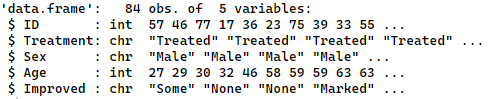 'data.frame':   84 obs. of  5 variables:
 $ ID       : int  57 46 77 17 36 23 75 39 33 55 ...
 $ Treatment: chr  "Treated" "Treated" "Treated" "Treated" ...
 $ Sex      : chr  "Male" "Male" "Male" "Male" ...
 $ Age      : int  27 29 30 32 46 58 59 59 63 63 ...
 $ Improved : chr  "Some" "None" "None" "Marked" ...